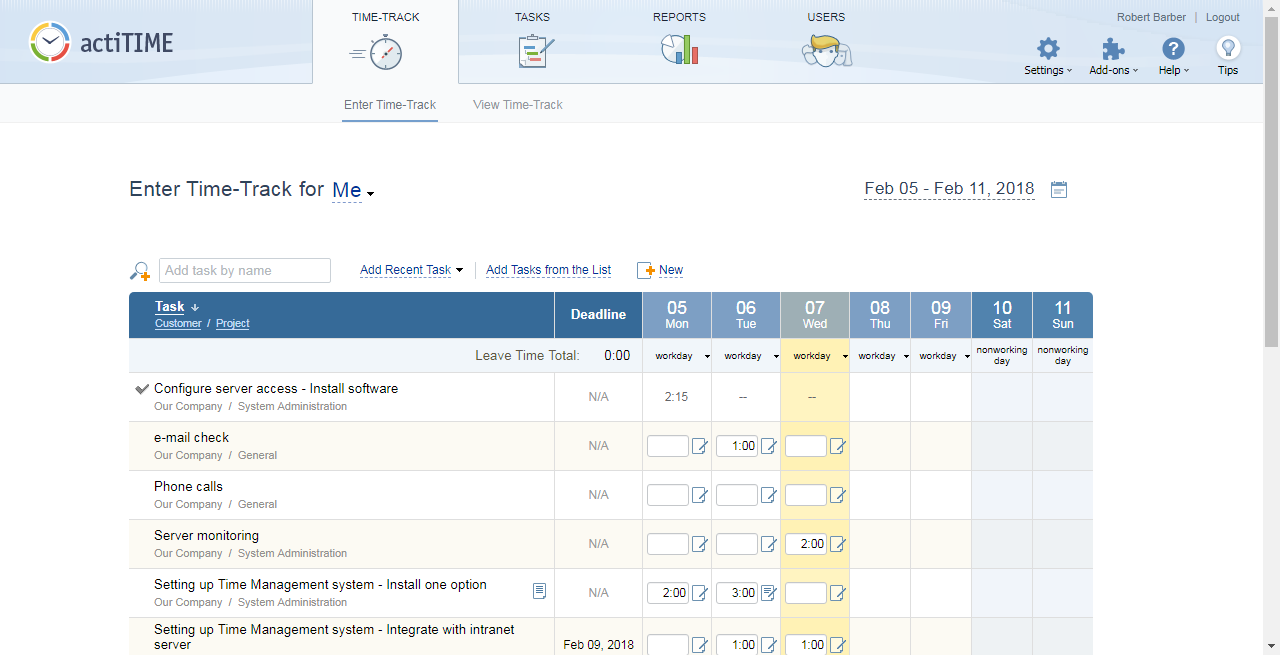 TIME-TRACK TASKS REPORTS USERS Robert Barber Logout
actiTIME
Settings Add-ons Help Tips
Enter Time-Track View Time-Track
Enter Time-Track for Me Feb 05 - Feb 11, 2018
Add task by name Add Recent Task Add Tasks from the List New
Task Deadline 05 06 07 08 09 10 11
Customer / Project Mon Tue Wed Thu Fri Sat Sun
Leave Time Total: 0:00 workday workday workday workday workday nonworking day nonworking day
Configure server access - Install software N/A 2:15 -- --
Our Company / System Administration
e-mail check N/A 1:00
Our Company / General
Phone calls N/A
Our Company / General
Server monitoring N/A 2:00
Our Company / System Administration
Setting up Time Management system - Install one option N/A 2:00 3:00
Our Company / System Administration
Setting up Time Management system - Integrate with intranet
server Feb 09, 2018 1:00 1:00